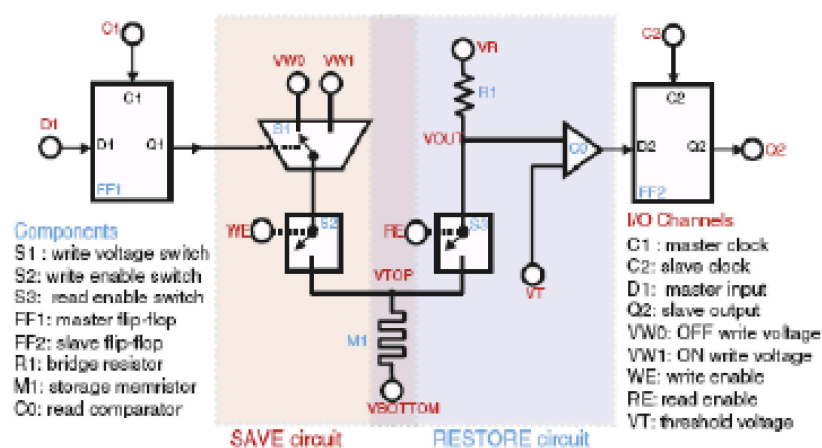 C1
VW0 VW1
VR
C2
C1
S1
R1
C2
D1
D1 Q1
VOUT
C0
D2 Q2
Q2
FF1
FF2
WE
S2
RE
S3
VT
VTOP
M1
VBOTTOM
Components
S1 : write voltage switch
S2: write enable switch
S3: read enable switch
FF1: master flip-flop
FF2: slave flip-flop
R1: bridge resistor
M1: storage memristor
C0: read comparator
I/O Channels
C1 : master clock
C2: slave clock
D1: master input
Q2: slave output
VW0: OFF write voltage
VW1: ON write voltage
WE: write enable
RE: read enable
VT: threshold voltage
SAVE circuit
RESTORE circuit